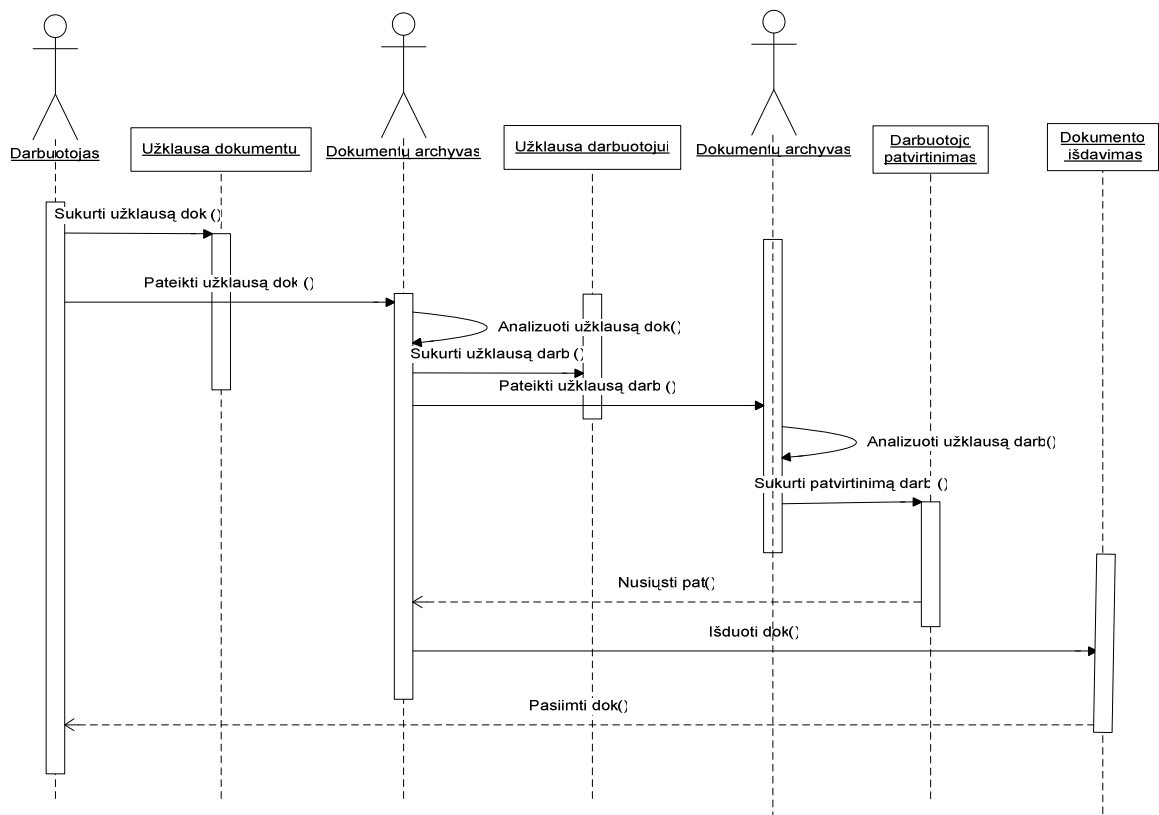 Darbuotojas
Užklausa dokumentu
Dokumentų archyvas
Užklausa darbuotojui
Dokumentų archyvas
Darbuotojo
patvirtinimas
Dokumento
išdavimas
Sukurti užklausą dok ()
Pateikti užklausą dok ()
Analizuoti užklausą dok()
Sukurti užklausą darb ()
Pateikti užklausą darb ()
Analizuoti užklausą darb()
Sukurti patvirtinimą darb ()
Nusiųsti pat()
Išduoti dok()
Pasiimti dok()